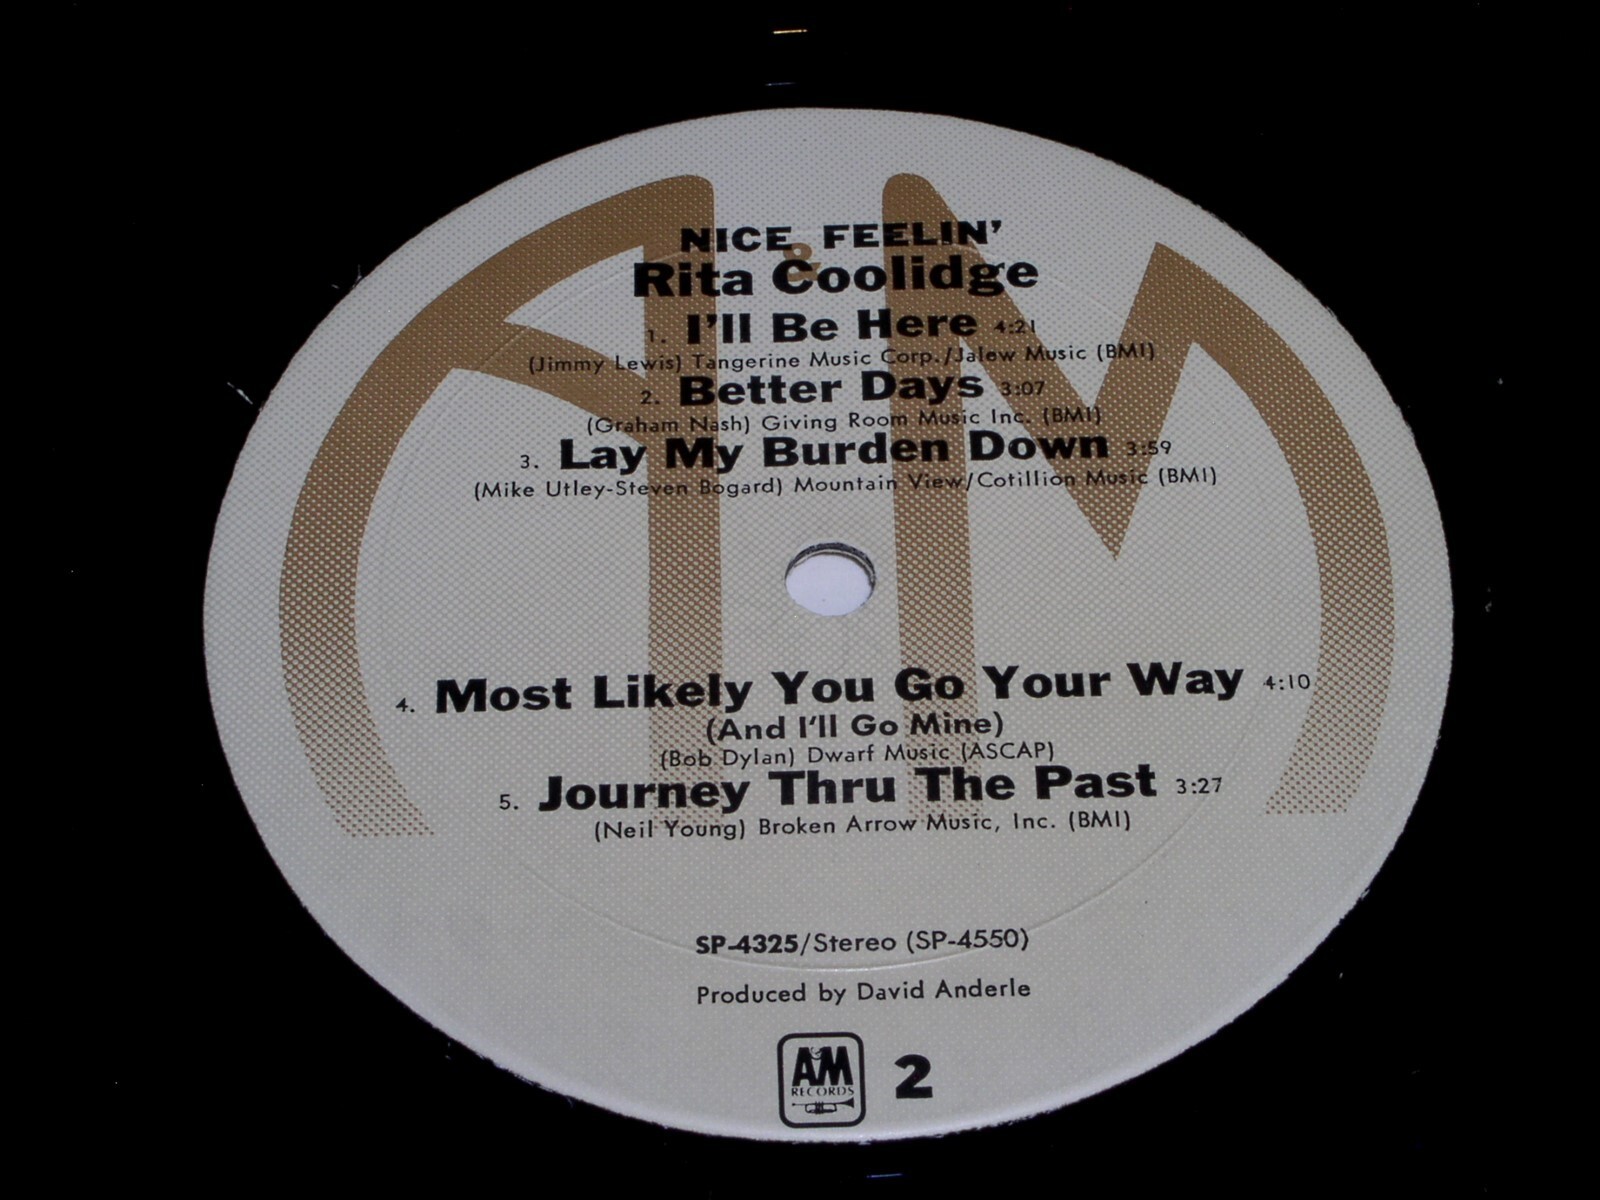 NICE FEELIN'
&
Rita Coolidge
1. I'll Be Here 4:21
(Jimmy Lewis) Tangerine Music Corp./Jalew Music (BMI)
2. Better Days 3:07
(Graham Nash) Giving Room Music Inc. (BMI)
3. Lay My Burden Down 3:59
(Mike Utley-Steven Bogard) Mountain View/Cotillion Music (BMI)
4. Most Likely You Go Your Way 4:10
(And I'll Go Mine)
(Bob Dylan) Dwarf Music (ASCAP)
5. Journey Thru The Past 3:27
(Neil Young) Broken Arrow Music, Inc. (BMI)
SP-4325/Stereo (SP-4550)
Produced by David Anderle
A&M
RECORDS
2